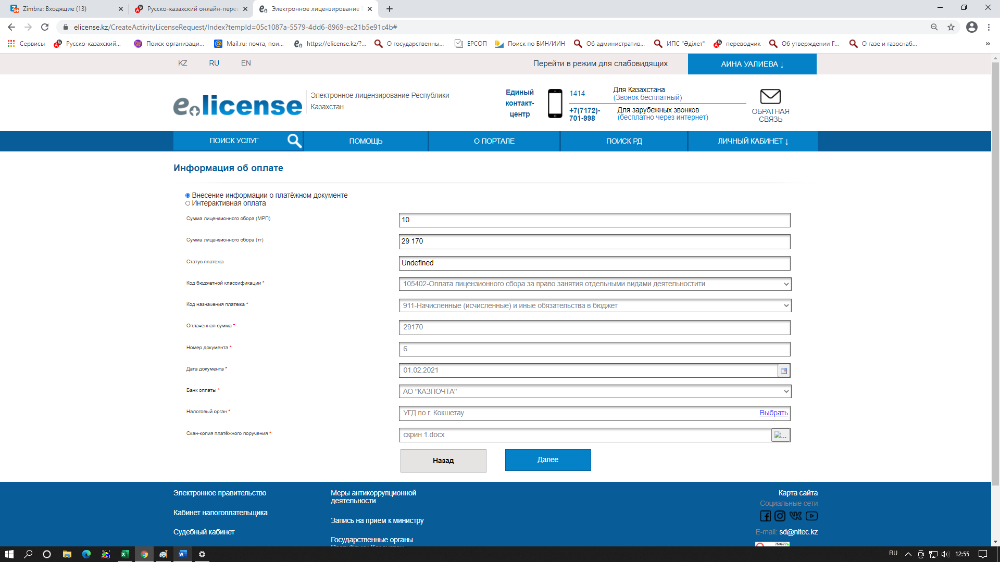 Zimbra: Входящие (13)
Русско-казахский онлайн-перев
Электронное лицензирование
elicense.kz/CreateActivityLicenseRequest/Index?tempId=05c1087a-5579-4dd6-8969-ec21b5e91c4b#
Сервисы
Русско-казахский...
Поиск организаци...
Mail.ru: почта, пои...
https://elicense.kz/?...
О государственны...
ЕРСОП
Поиск по БИН/ИИН
Об административ...
ИПС "Әділет"
переводчик
Об утверждении Г...
О газе и газоснаб...
»
KZ RU EN
Перейти в режим для слабовидящих
АИНА УАЛИЕВА ↓
e.license
Электронное лицензирование Республики
Казахстан
Единый
контакт-
центр
1414
Для Казахстана
(Звонок бесплатный)
+7(7172)-
701-998
Для зарубежных звонков
(бесплатно через интернет)
ОБРАТНАЯ
СВЯЗЬ
ПОИСК УСЛУГ
ПОМОЩЬ
О ПОРТАЛЕ
ПОИСК РД
ЛИЧНЫЙ КАБИНЕТ ↓
Информация об оплате
Внесение информации о платёжном документе
Интерактивная оплата
Сумма лицензионного сбора (МРП)
10
Сумма лицензионного сбора (тг)
29 170
Статус платежа
Undefined
Код бюджетной классификации *
105402-Оплата лицензионного сбора за право занятия отдельными видами деятельностити
Код назначения платежа *
911-Начисленные (исчисленные) и иные обязательства в бюджет
Оплаченная сумма *
29170
Номер документа *
6
Дата документа *
01.02.2021
Банк оплаты *
АО "КАЗПОЧТА"
Налоговый орган *
УГД по г. Кокшетау
Выбрать
Скан-копия платёжного поручения *
скрин 1.docx
...
Назад
Далее
Электронное правительство
Кабинет налогоплательщика
Судебный кабинет
Меры антикоррупционной
деятельности
Запись на прием к министру
Государственные органы
Республики Казахстан
Карта сайта
Социальные сети
E-mail: sd@nitec.kz
759677
RU
12:55